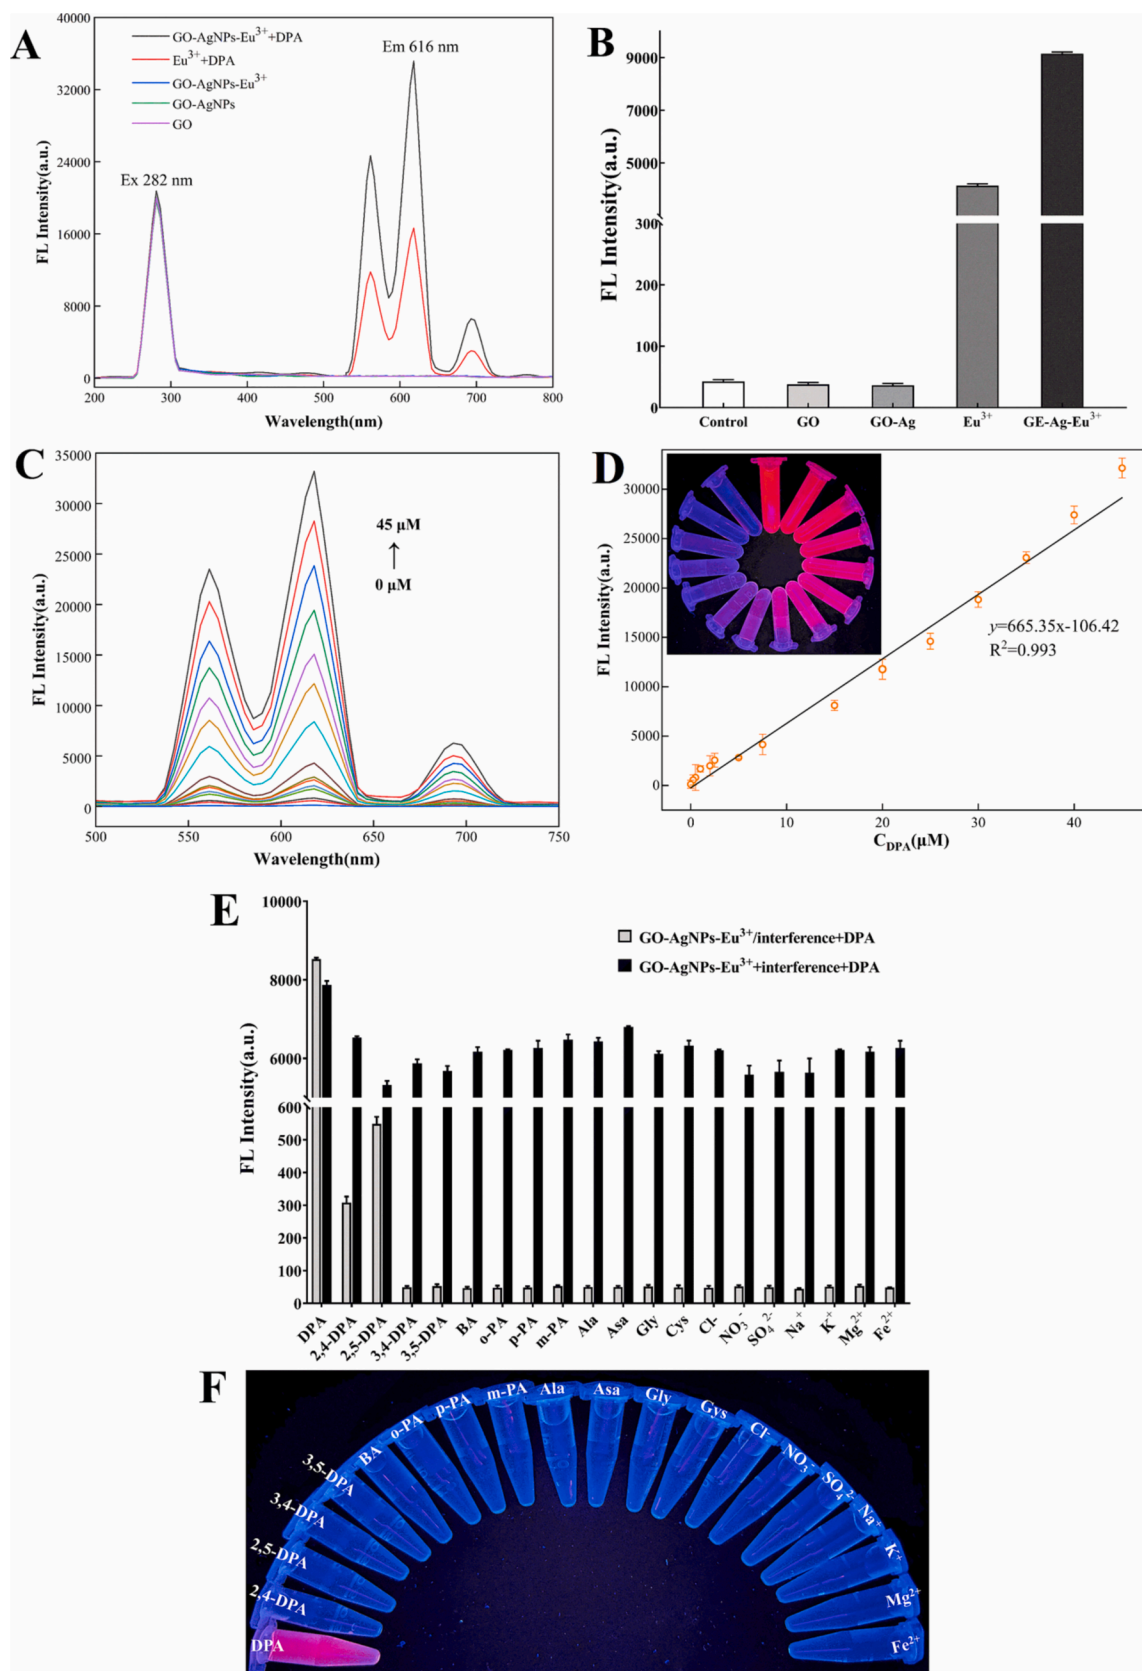 A
40000
36000
32000
24000
16000
8000
0
FL Intensity(a.u.)
GO-AgNPs-Eu³⁺+DPA
Eu³⁺+DPA
GO-AgNPs-Eu³⁺
GO-AgNPs
GO
Em 616 nm
Ex 282 nm
200 300 400 500 600 700 800
Wavelength(nm)
B
9000
7000
5000
300
200
100
0
FL Intensity(a.u.)
Control GO GO-Ag Eu³⁺ GE-Ag-Eu³⁺
C
35000
30000
25000
20000
15000
10000
5000
0
FL Intensity(a.u.)
45 μM
0 μM
500 550 600 650 700 750
Wavelength(nm)
D
30000
25000
20000
15000
10000
5000
0
FL Intensity(a.u.)
y=665.35x-106.42
R²=0.993
0 10 20 30 40
C_DPA(μM)
E
10000
8000
6000
600
500
400
300
200
100
0
FL Intensity(a.u.)
GO-AgNPs-Eu³⁺/interference+DPA
GO-AgNPs-Eu³⁺+interference+DPA
DPA 2,4-DPA 2,5-DPA 3,4-DPA 3,5-DPA BA o-PA p-PA m-PA Ala Asa Gly Cys Cl- NO₃⁻ SO₄²⁻ Na⁺ K⁺ Mg²⁺ Fe²⁺
F
DPA
2,4-DPA
2,5-DPA
3,4-DPA
3,5-DPA
BA
o-PA
p-PA
m-PA
Ala
Asa
Gly
Gys
Cl⁻
NO₃⁻
SO₄²⁻
Na⁺
K⁺
Mg²⁺
Fe²⁺